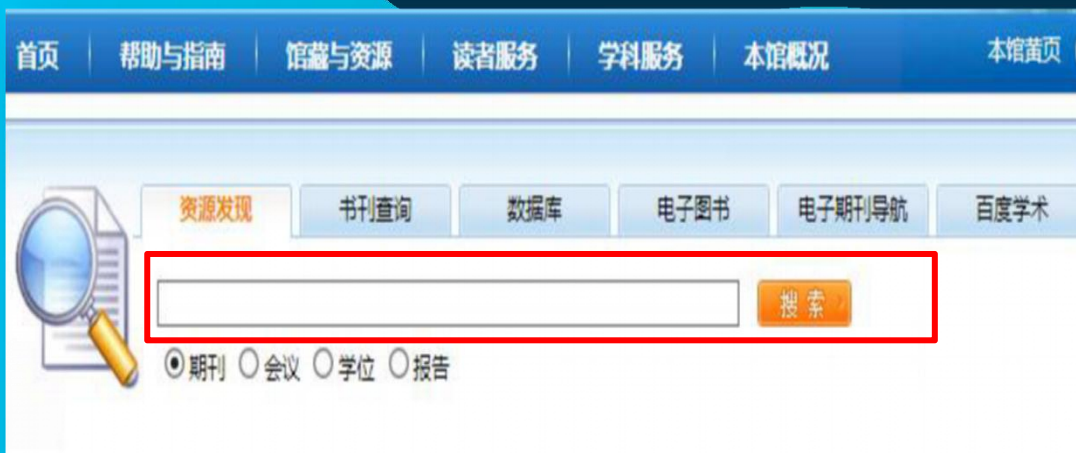 首页 帮助与指南 馆藏与资源 读者服务 学科服务 本馆概况 本馆黄页
资源发现 书刊查询 数据库 电子图书 电子期刊导航 百度学术
搜索
期刊 会议 学位 报告